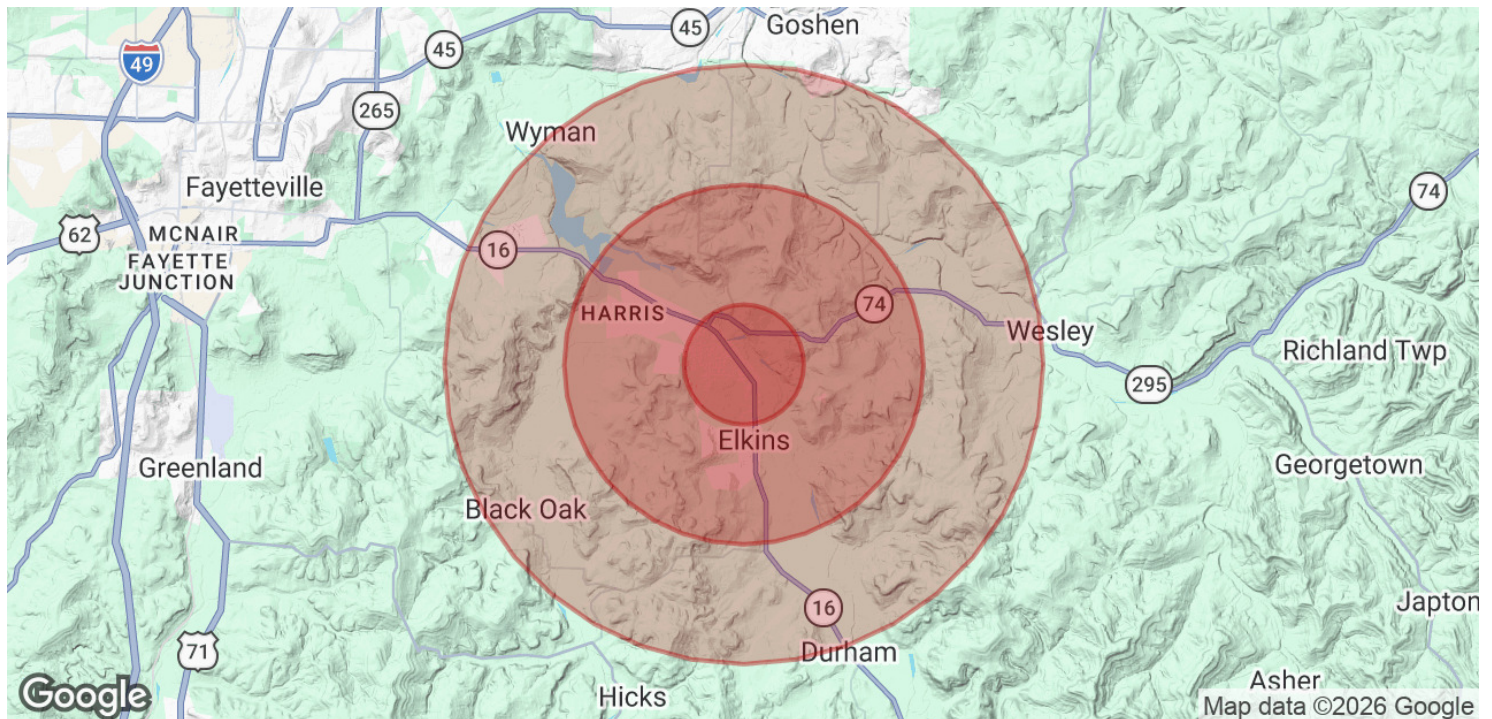 Goshen
45
45
49
265
Wyman
Fayetteville
74
62
MCNAIR
FAYETTE
JUNCTION
16
74
HARRIS
Wesley
Richland Twp
295
Elkins
Greenland
Georgetown
Black Oak
16
Japton
71
Durham
Asher
Hicks
Google
Map data ©2026 Google